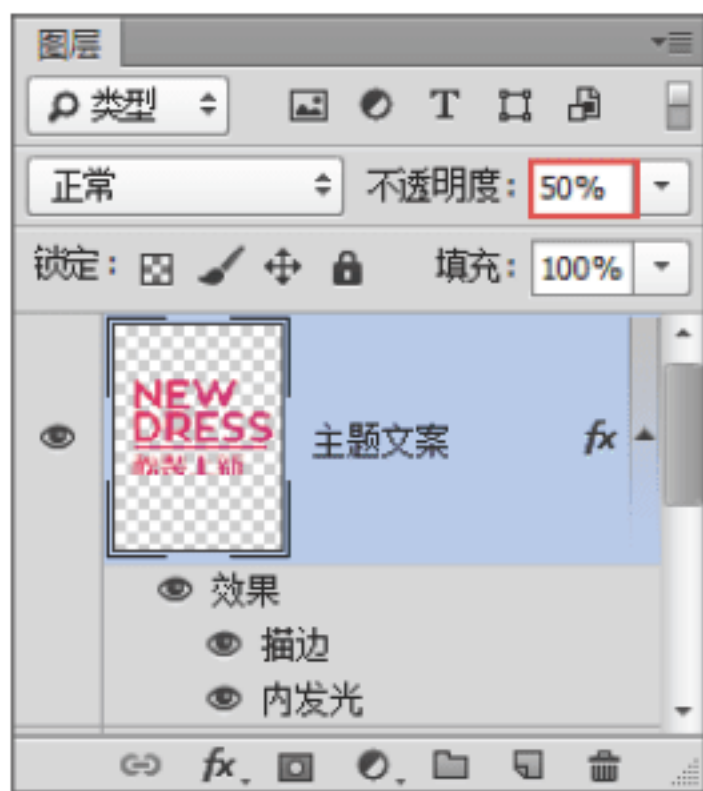 图层
类型 T
正常 不透明度: 50%
锁定: 填充: 100%
NEW
DRESS
主题文案 fx
效果
描边
内发光
fx